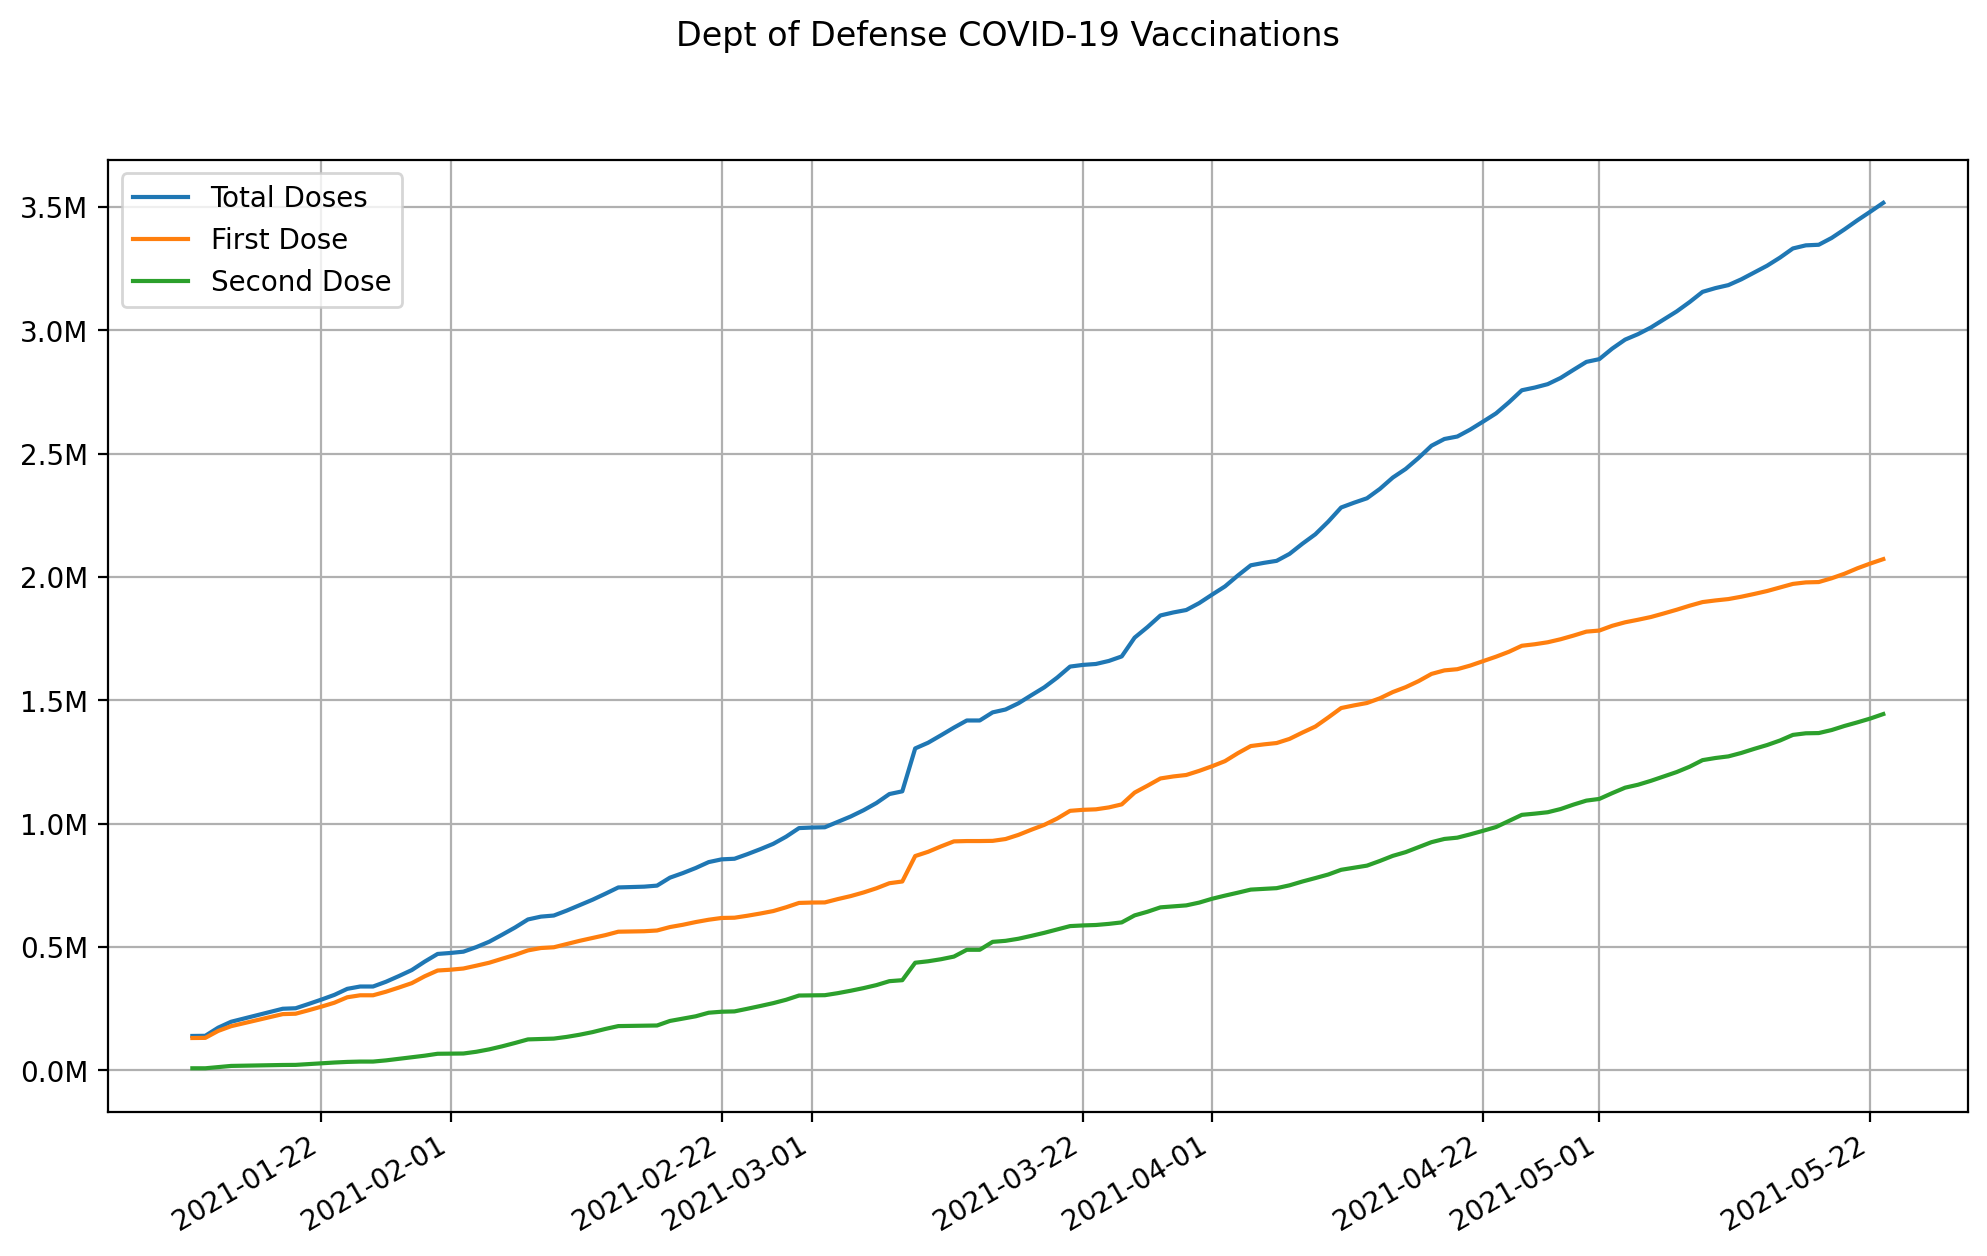 Dept of Defense COVID-19 Vaccinations
Total Doses
First Dose
Second Dose
3.5M
3.0M
2.5M
2.0M
1.5M
1.0M
0.5M
0.0M
2021-01-22
2021-02-01
2021-02-22
2021-03-01
2021-03-22
2021-04-01
2021-04-22
2021-05-01
2021-05-22